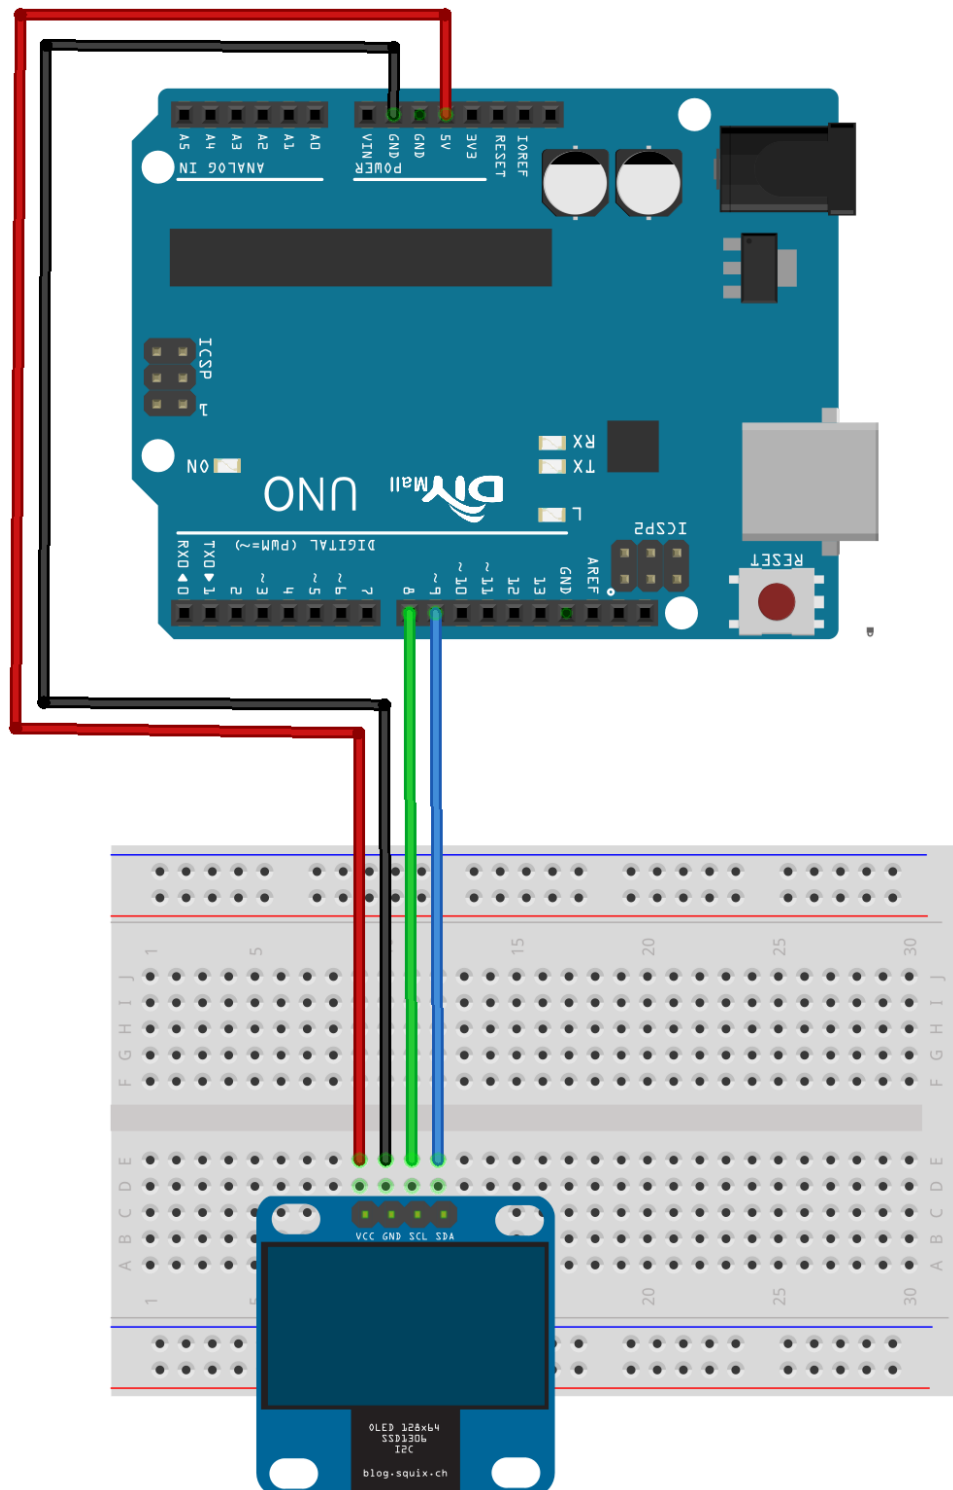 A5 A4 A3 A2 A1 A0
VIN GND GND 5V 3V3 RESET IOREF
ANALOG IN
POWER
ICSP
1
RX
TX
ON
UNO
DIY Mall
L
ICSP2
DIGITAL (PWM=~)
RESET
RX0◄0 TX0►1 2 ~3 4 ~5 ~6 7 8 ~9 ~10 ~11 12 13 GND AREF
1 5 15 20 25 30
J J
I I
H H
G G
F F
E E
D D
C C
VCC GND SCL SDA
B B
A A
1 20 25 30
OLED 128x64
SSD1306
I2C
blog.squix.ch